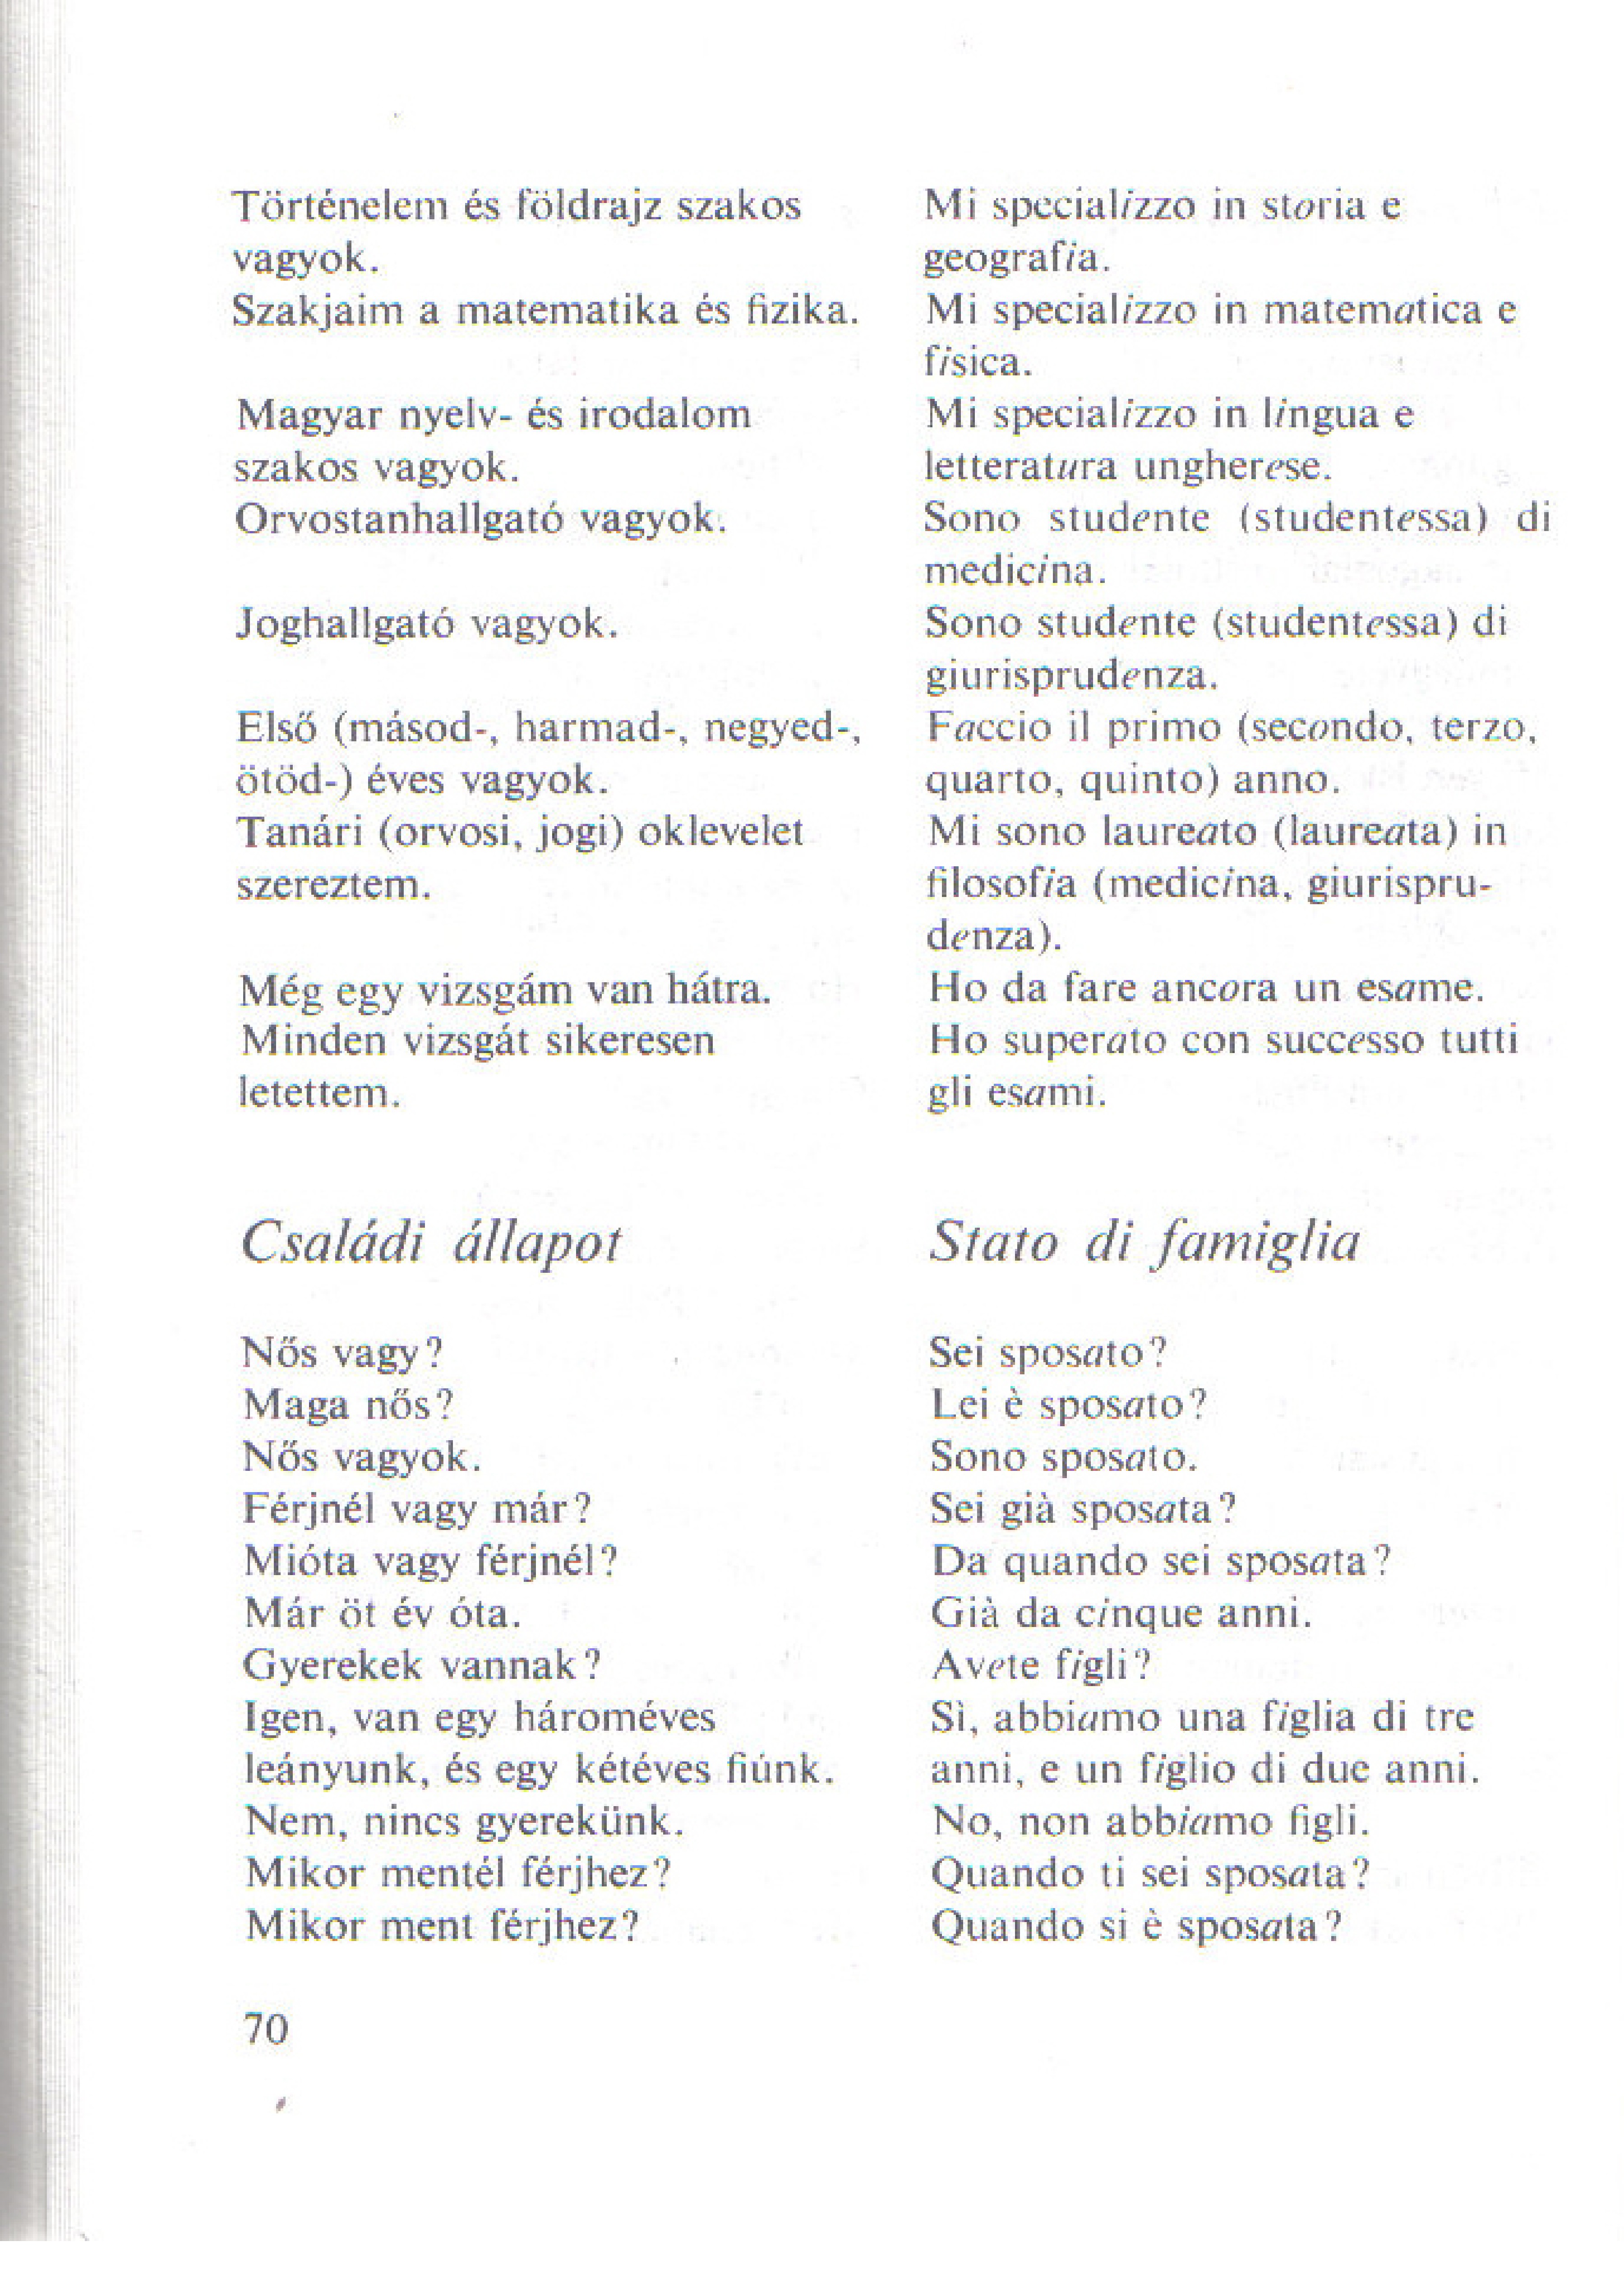 Történelem és földrajz szakos
vagyok.
Szakjaim a matematika és fizika.
Magyar nyelv- és irodalom
szakos vagyok.
Orvostanhallgató vagyok.
Joghallgató vagyok.
Első (másod-, harmad-, negyed-,
ötöd-) éves vagyok.
Tanári (orvosi, jogi) oklevelet
szereztem.
Még egy vizsgám van hátra.
Minden vizsgát sikeresen
letettem.
Mi specializzo in storia e
geografia.
Mi specializzo in matematica e
fisica.
Mi specializzo in lingua e
letteratura ungherese.
Sono studente (studentessa) di
medicina.
Sono studente (studentessa) di
giurisprudenza.
Faccio il primo (secondo, terzo,
quarto, quinto) anno.
Mi sono laureato (laureata) in
filosofia (medicina, giurispru-
denza).
Ho da fare ancora un esame.
Ho superato con successo tutti
gli esami.
Családi állapot
Nős vagy?
Maga nős?
Nős vagyok.
Férjnél vagy már?
Mióta vagy férjnél?
Már öt év óta.
Gyerekek vannak?
Igen, van egy hároméves
leányunk, és egy kétéves fiúnk.
Nem, nincs gyerekünk.
Mikor mentél férjhez?
Mikor ment férjhez?
Stato di famiglia
Sei sposato?
Lei è sposato?
Sono sposato.
Sei già sposata?
Da quando sei sposata?
Già da cinque anni.
Avete figli?
Sì, abbiamo una figlia di tre
anni, e un figlio di due anni.
No, non abbiamo figli.
Quando ti sei sposata?
Quando si è sposata?
70